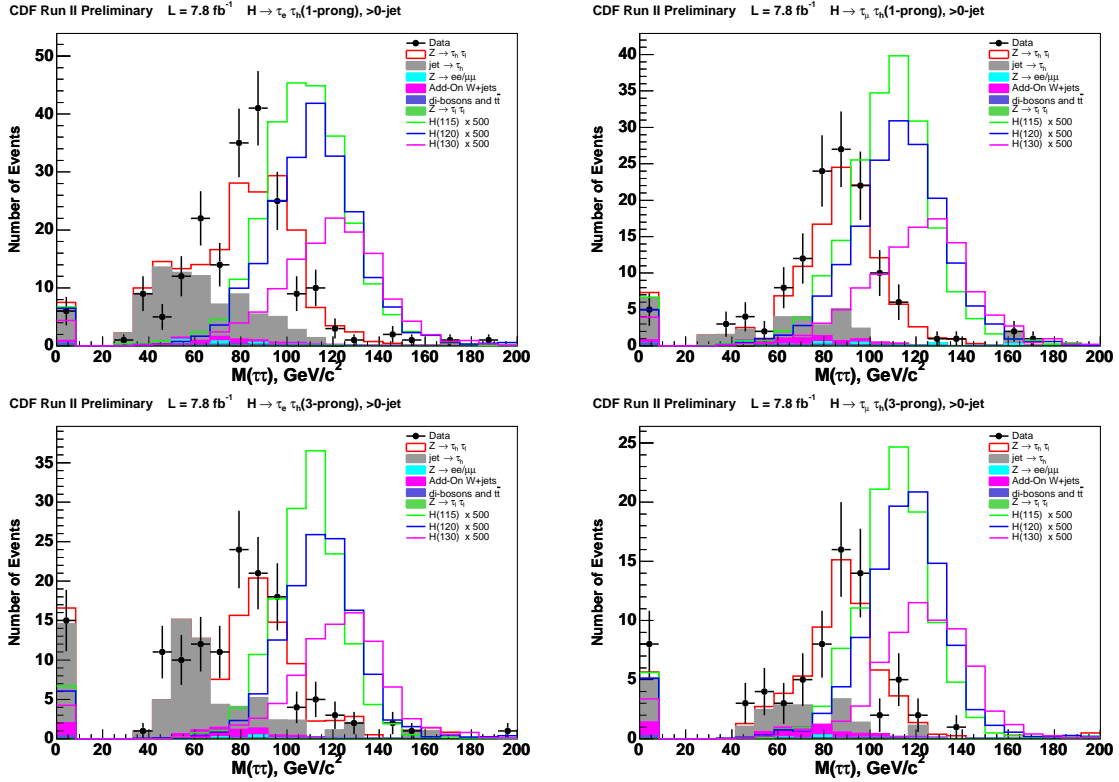 CDF Run II Preliminary L = 7.8 fb⁻¹ H → τₑ τₕ(1-prong), >0-jet
Number of Events
50
40
30
20
10
0
0 20 40 60 80 100 120 140 160 180 200
M(ττ), GeV/c²
Data
Z → τₕ τₗ
jet → τₕ
Z → ee/μμ
Add-On W+jets
di-bosons and tt̄
Z → τₗ τₗ
H(115) x 500
H(120) x 500
H(130) x 500
CDF Run II Preliminary L = 7.8 fb⁻¹ H → τ_μ τₕ(1-prong), >0-jet
Number of Events
40
35
30
25
20
15
10
5
0
0 20 40 60 80 100 120 140 160 180 200
M(ττ), GeV/c²
Data
Z → τₕ τₗ
jet → τₕ
Z → ee/μμ
Add-On W+jets
di-bosons and tt̄
Z → τₗ τₗ
H(115) x 500
H(120) x 500
H(130) x 500
CDF Run II Preliminary L = 7.8 fb⁻¹ H → τₑ τₕ(3-prong), >0-jet
Number of Events
35
30
25
20
15
10
5
0
0 20 40 60 80 100 120 140 160 180 200
M(ττ), GeV/c²
Data
Z → τₕ τₗ
jet → τₕ
Z → ee/μμ
Add-On W+jets
di-bosons and tt̄
Z → τₗ τₗ
H(115) x 500
H(120) x 500
H(130) x 500
CDF Run II Preliminary L = 7.8 fb⁻¹ H → τ_μ τₕ(3-prong), >0-jet
Number of Events
25
20
15
10
5
0
0 20 40 60 80 100 120 140 160 180 200
M(ττ), GeV/c²
Data
Z → τₕ τₗ
jet → τₕ
Z → ee/μμ
Add-On W+jets
di-bosons and tt̄
Z → τₗ τₗ
H(115) x 500
H(120) x 500
H(130) x 500